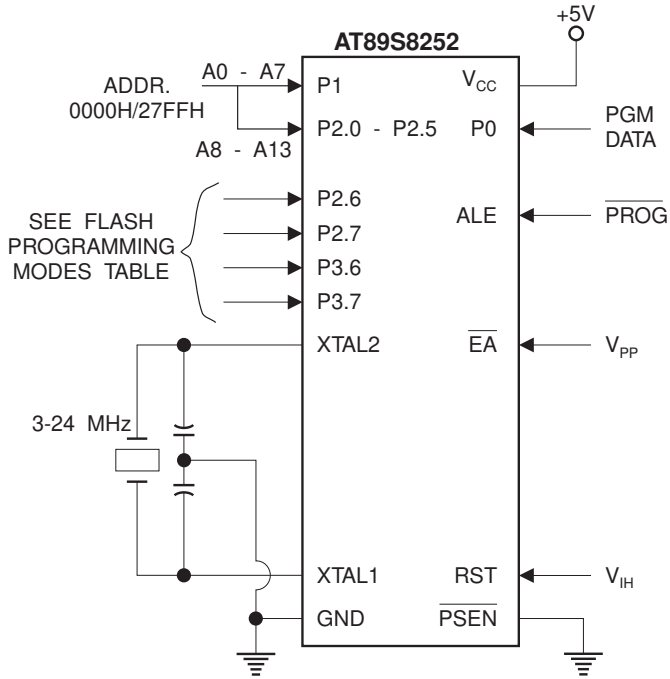 +5V
AT89S8252
A0 - A7
ADDR.
0000H/27FFH
P1
VCC
P2.0 - P2.5
P0
PGM
DATA
A8 - A13
P2.6
SEE FLASH
PROGRAMMING
MODES TABLE
P2.7
ALE
PROG
P3.6
P3.7
XTAL2
EA
VPP
3-24 MHz
XTAL1
RST
VIH
GND
PSEN